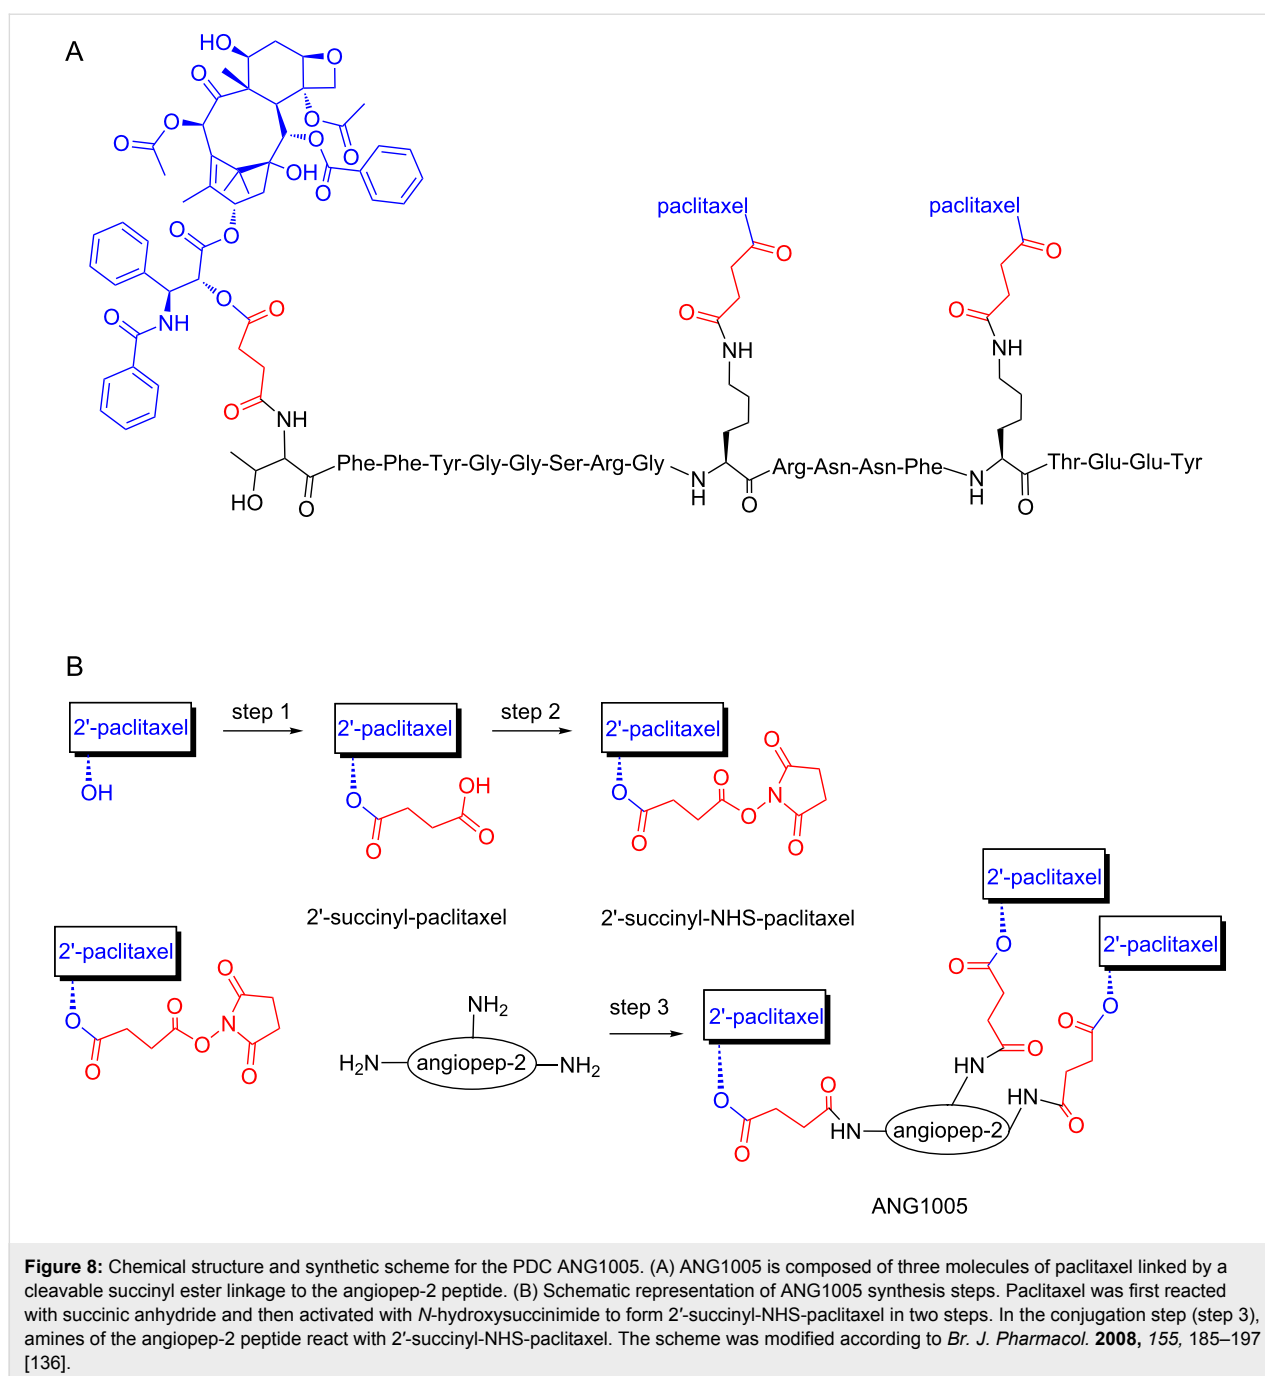 A
HO
O
O
O
O
O
O
O
OH
O
O
O
O
O
NH
O
O
O
O
NH
HO
O
Phe-Phe-Tyr-Gly-Gly-Ser-Arg-Gly
paclitaxel
O
O
NH
N
H
O
Arg-Asn-Asn-Phe
paclitaxel
O
O
NH
N
H
O
Thr-Glu-Glu-Tyr
B
2'-paclitaxel
OH
step 1
2'-paclitaxel
O
O
OH
O
2'-succinyl-paclitaxel
step 2
2'-paclitaxel
O
O
O
O
N
O
O
2'-succinyl-NHS-paclitaxel
2'-paclitaxel
O
O
O
O
N
O
O
NH2
H2N
angiopep-2
NH2
step 3
2'-paclitaxel
O
O
O
HN
2'-paclitaxel
O
O
O
HN
2'-paclitaxel
O
O
O
HN
angiopep-2
ANG1005
Figure 8: Chemical structure and synthetic scheme for the PDC ANG1005. (A) ANG1005 is composed of three molecules of paclitaxel linked by a
cleavable succinyl ester linkage to the angiopep-2 peptide. (B) Schematic representation of ANG1005 synthesis steps. Paclitaxel was first reacted
with succinic anhydride and then activated with N-hydroxysuccinimide to form 2′-succinyl-NHS-paclitaxel in two steps. In the conjugation step (step 3),
amines of the angiopep-2 peptide react with 2′-succinyl-NHS-paclitaxel. The scheme was modified according to Br. J. Pharmacol. 2008, 155, 185–197
[136].